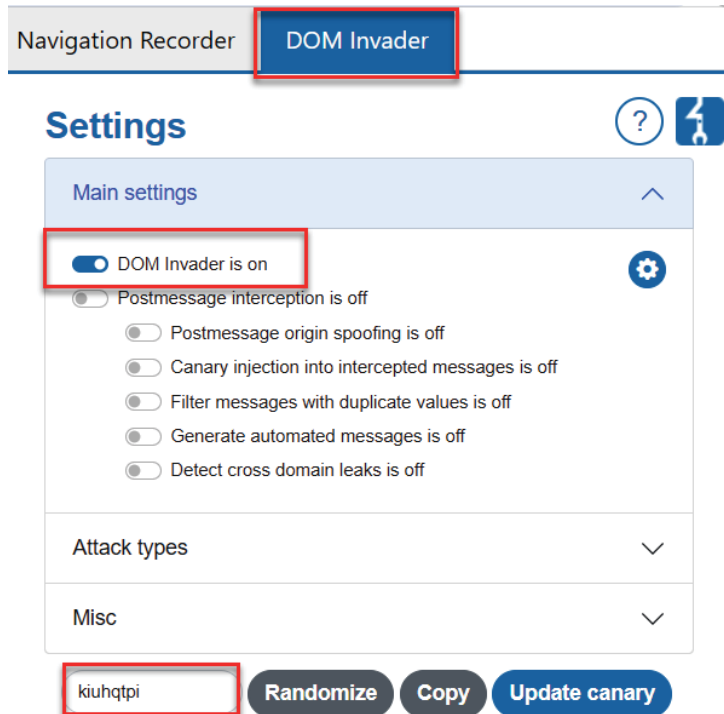 Navigation Recorder DOM Invader
Settings ?
Main settings
DOM Invader is on
Postmessage interception is off
Postmessage origin spoofing is off
Canary injection into intercepted messages is off
Filter messages with duplicate values is off
Generate automated messages is off
Detect cross domain leaks is off
Attack types
Misc
kiuhqtpi Randomize Copy Update canary